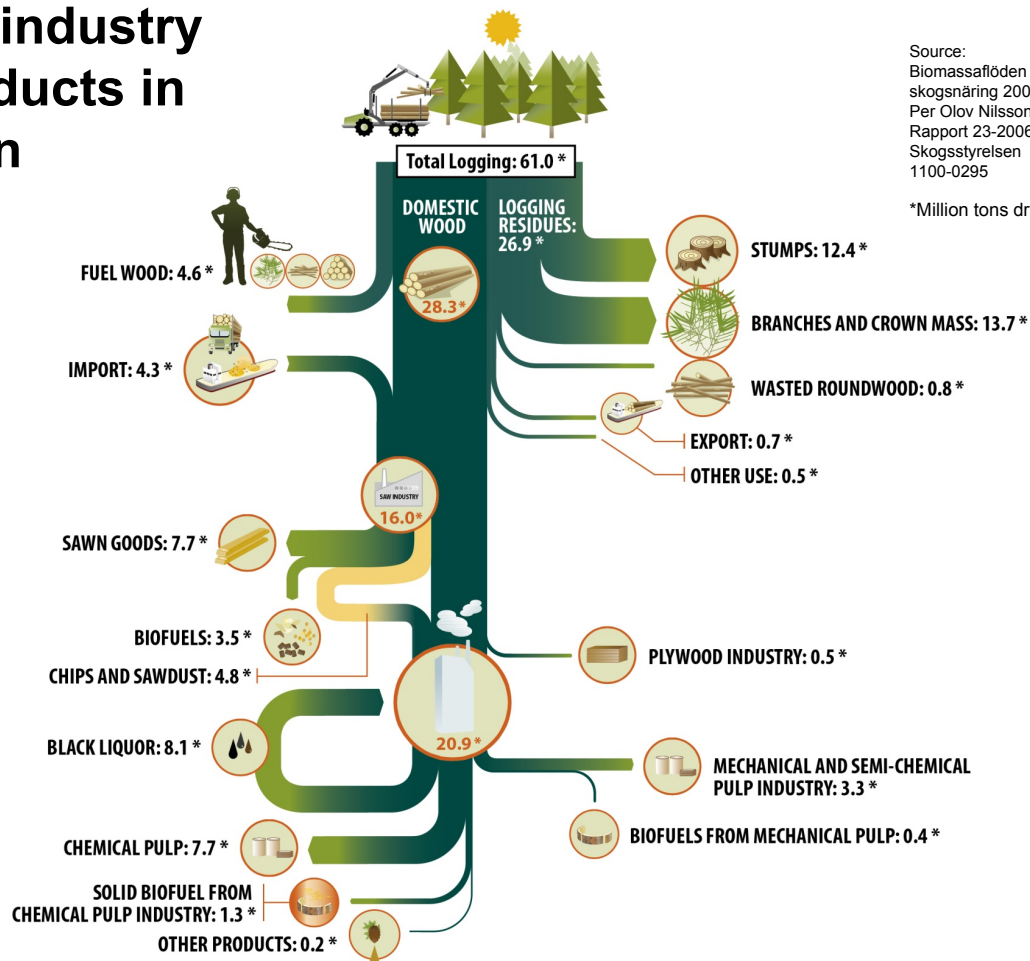 industry
ducts in
n
Source:
Biomassaflöden
skogsnäring 200
Per Olov Nilsson
Rapport 23-2006
Skogsstyrelsen
1100-0295
*Million tons dr
Total Logging: 61.0 *
DOMESTIC
WOOD
28.3*
LOGGING
RESIDUES:
26.9 *
STUMPS: 12.4 *
FUEL WOOD: 4.6 *
BRANCHES AND CROWN MASS: 13.7 *
IMPORT: 4.3 *
WASTED ROUNDWOOD: 0.8 *
EXPORT: 0.7 *
OTHER USE: 0.5 *
SAW INDUSTRY
16.0*
SAWN GOODS: 7.7 *
BIOFUELS: 3.5 *
PLYWOOD INDUSTRY: 0.5 *
CHIPS AND SAWDUST: 4.8 *
BLACK LIQUOR: 8.1 *
20.9*
MECHANICAL AND SEMI-CHEMICAL
PULP INDUSTRY: 3.3 *
BIOFUELS FROM MECHANICAL PULP: 0.4 *
CHEMICAL PULP: 7.7 *
SOLID BIOFUEL FROM
CHEMICAL PULP INDUSTRY: 1.3 *
OTHER PRODUCTS: 0.2 *